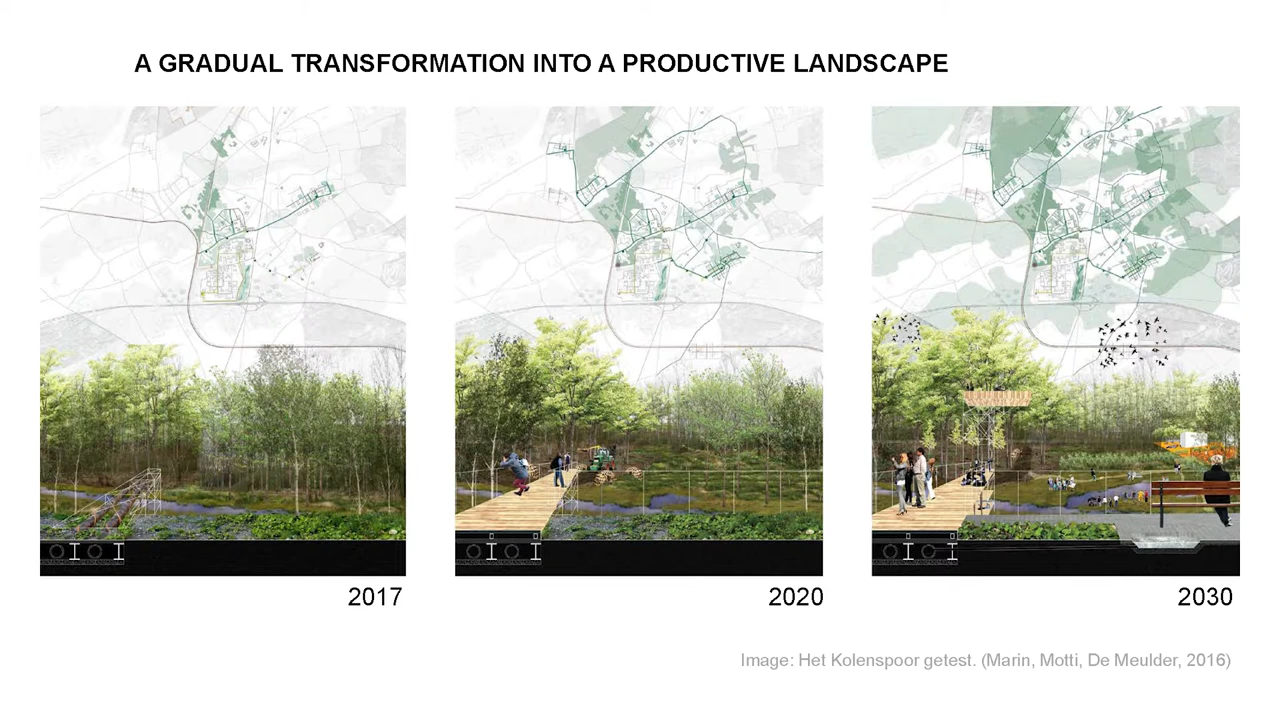 A GRADUAL TRANSFORMATION INTO A PRODUCTIVE LANDSCAPE
2017
2020
2030
Image: Het Kolenspoor getest. (Marin, Motti, De Meulder, 2016)